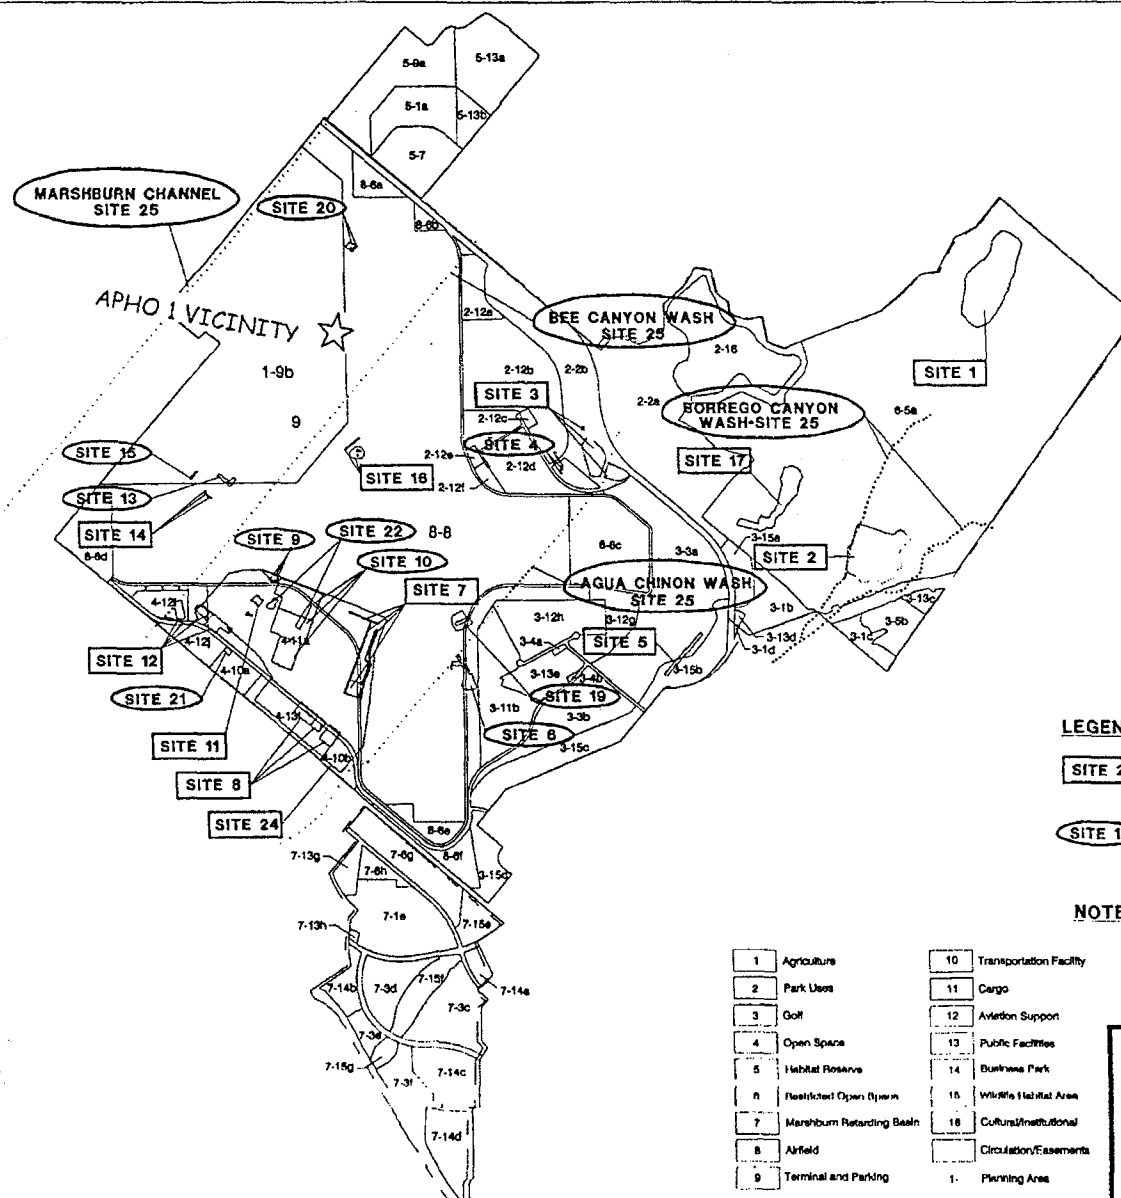 5-9a
5-13a
5-1a
5-13b
5-7
8-6a
8-6b
MARSHBURN CHANNEL
SITE 25
SITE 20
APHO 1 VICINITY
1-9b
9
2-12a
BEE CANYON WASH
SITE 25
2-16
2-12b
2-2b
2-2a
SITE 1
SITE 3
2-12c
BORREGO CANYON
WASH-SITE 25
6-5a
SITE 4
2-12e
2-12d
2-12f
SITE 15
SITE 16
SITE 17
SITE 13
SITE 14
SITE 9
SITE 22
8-8
SITE 10
8-8d
3-3a
3-15a
SITE 2
SITE 7
AGUA CHINON WASH
SITE 25
4-12j
4-11a
3-12h
3-12g
3-1b
3-13c
3-5b
3-1c
3-13d
3-1d
3-4a
SITE 5
SITE 12
4-10a
3-13e
3-4b
3-15b
SITE 21
3-11b
SITE 19
3-3b
4-13f
SITE 6
3-15c
SITE 11
4-10b
SITE 8
SITE 24
8-6e
8-6f
7-6g
7-13g
7-6h
3-15d
7-1e
7-15e
7-13h
7-15f
7-14a
7-14b
7-3d
7-3c
7-3e
7-15g
7-3f
7-14c
7-14d
LEGEN
SITE 2
SITE 1
NOTE
1 Agriculture
2 Park Uses
3 Golf
4 Open Space
5 Habitat Reserve
6 Restricted Open Space
7 Marshburn Retarding Basin
8 Airfield
9 Terminal and Parking
10 Transportation Facility
11 Cargo
12 Aviation Support
13 Public Facilities
14 Business Park
15 Wildlife Habitat Area
16 Cultural/Institutional
Circulation/Easements
1- Planning Area